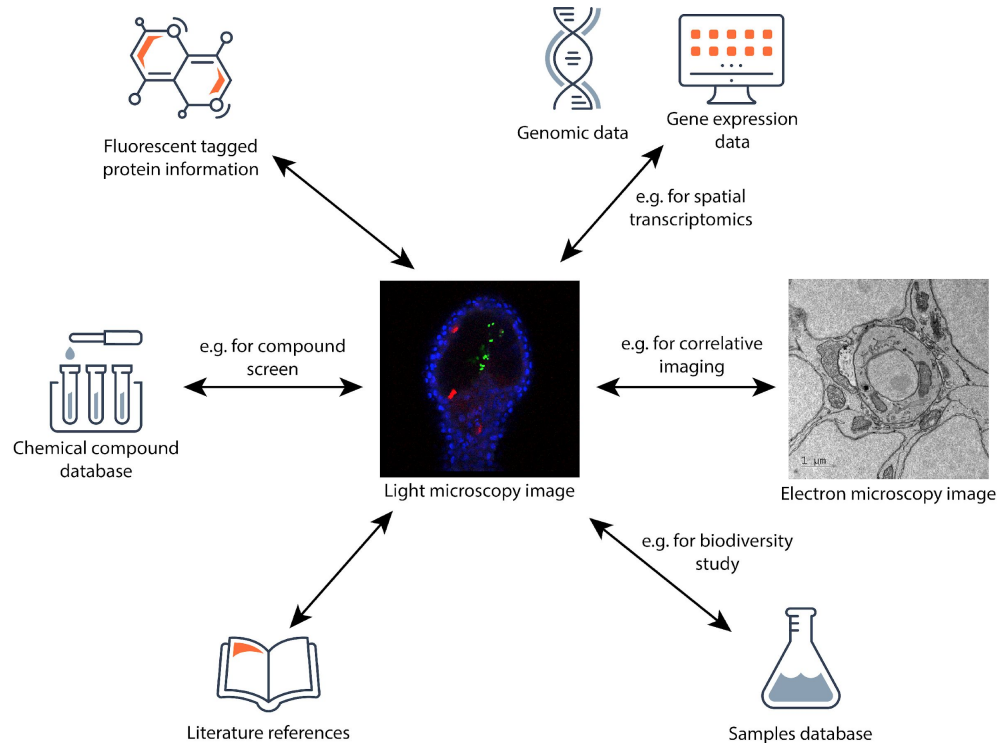 Fluorescent tagged
protein information
Genomic data
Gene expression
data
e.g. for spatial
transcriptomics
e.g. for compound
screen
Chemical compound
database
Light microscopy image
e.g. for correlative
imaging
1 µm
Electron microscopy image
e.g. for biodiversity
study
Literature references
Samples database